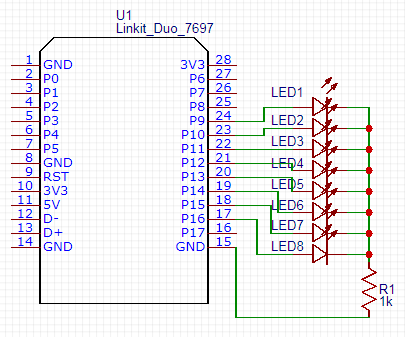 U1
Linkit_Duo_7697
1 GND 3V3 28
2 P0 P6 27
3 P1 P7 26
4 P2 P8 25
5 P3 P9 24
6 P4 P10 23
7 P5 P11 22
8 GND P12 21
9 RST P13 20
10 3V3 P14 19
11 5V P15 18
12 D- P16 17
13 D+ P17 16
14 GND GND 15
LED1
LED2
LED3
LED4
LED5
LED6
LED7
LED8
R1
1k